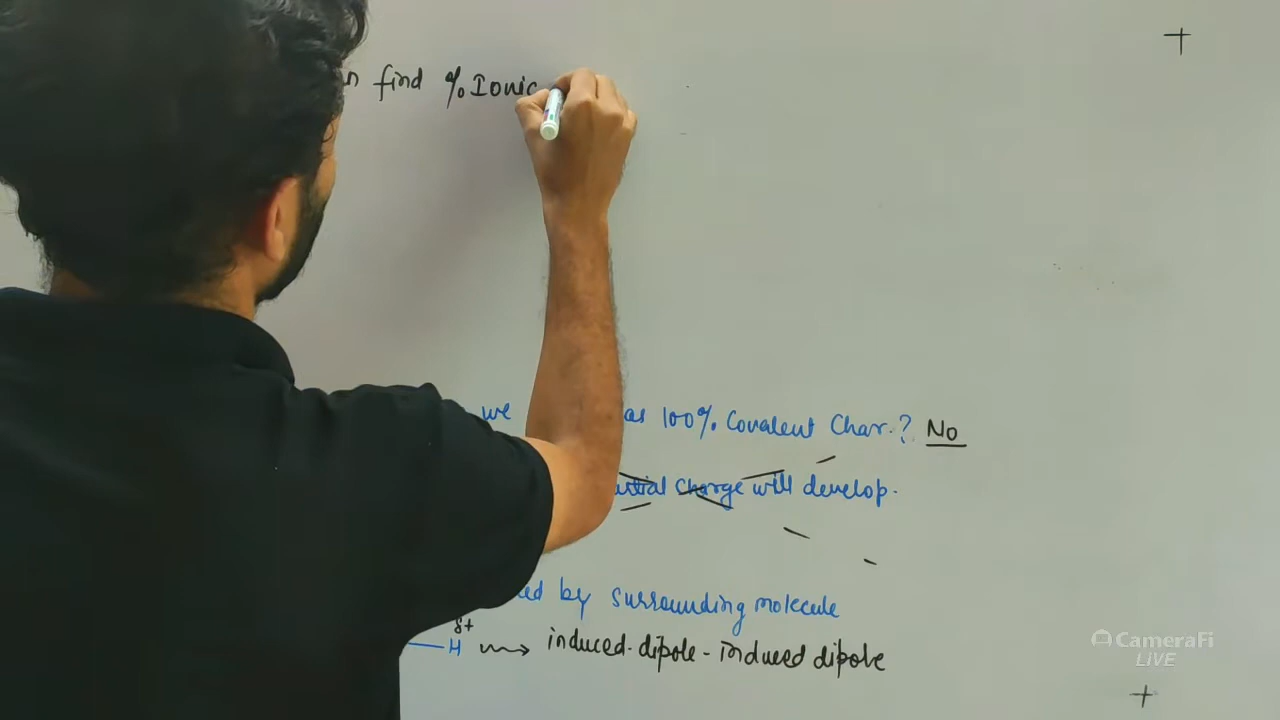 find % Ionic
we as 100% Covalent Char.? No
Charge will develop.
by surrounding molecule
δ+
H induced-dipole - induced dipole
CameraFi
LiVE